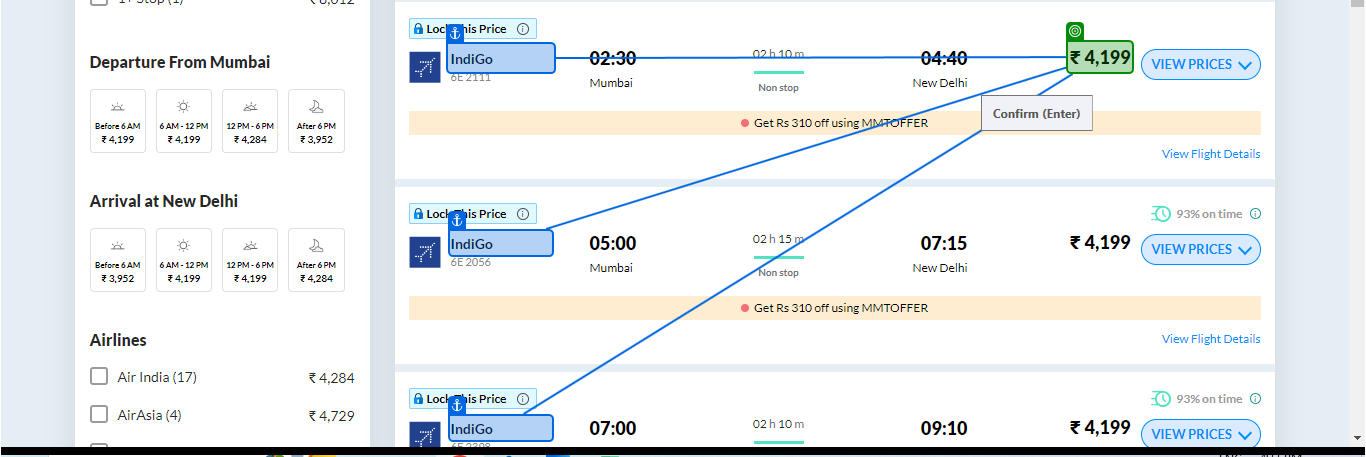 Departure From Mumbai
Before 6 AM
₹ 4,199
6 AM - 12 PM
₹ 4,199
12 PM - 6 PM
₹ 4,284
After 6 PM
₹ 3,952
Arrival at New Delhi
Before 6 AM
₹ 3,952
6 AM - 12 PM
₹ 4,199
12 PM - 6 PM
₹ 4,199
After 6 PM
₹ 4,284
Airlines
Air India (17) ₹ 4,284
AirAsia (4) ₹ 4,729
Lock This Price
IndiGo
6E 2111
02:30
Mumbai
02 h 10 m
Non stop
04:40
New Delhi
₹ 4,199
VIEW PRICES
Confirm (Enter)
Get Rs 310 off using MMTOFFER
View Flight Details
Lock This Price
93% on time
IndiGo
6E 2056
05:00
Mumbai
02 h 15 m
Non stop
07:15
New Delhi
₹ 4,199
VIEW PRICES
Get Rs 310 off using MMTOFFER
View Flight Details
Lock This Price
93% on time
IndiGo
07:00
02 h 10 m
09:10
₹ 4,199
VIEW PRICES